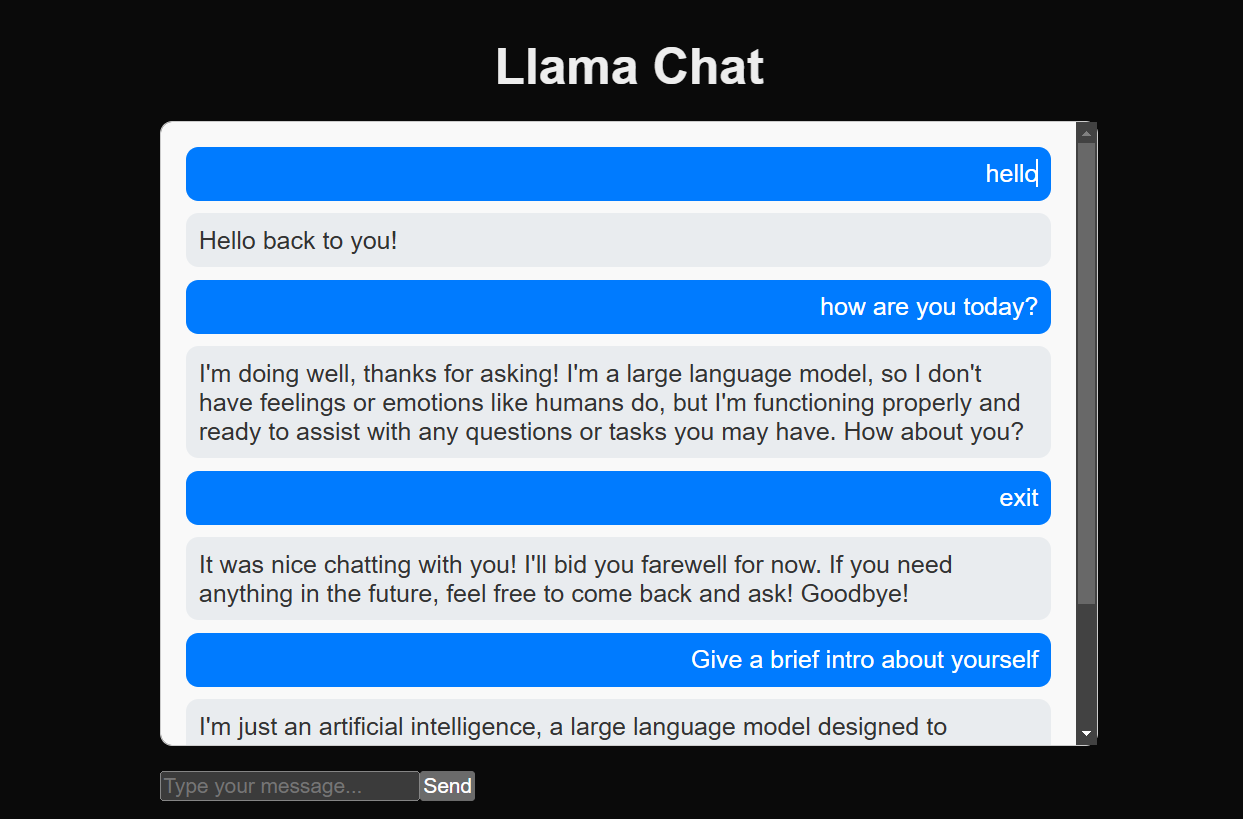 Llama Chat
hello
Hello back to you!
how are you today?
I'm doing well, thanks for asking! I'm a large language model, so I don't
have feelings or emotions like humans do, but I'm functioning properly and
ready to assist with any questions or tasks you may have. How about you?
exit
It was nice chatting with you! I'll bid you farewell for now. If you need
anything in the future, feel free to come back and ask! Goodbye!
Give a brief intro about yourself
I'm just an artificial intelligence, a large language model designed to
Type your message... Send